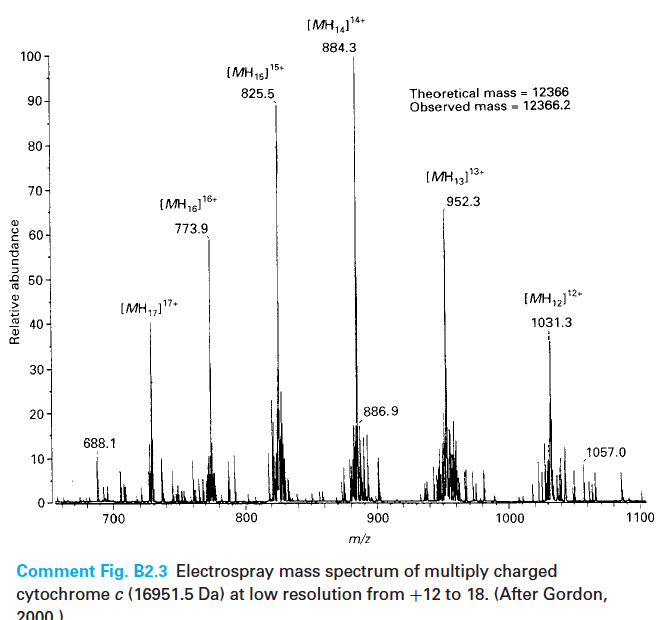 [MH₁₄]¹⁴⁺
884.3
[MH₁₅]¹⁵⁺
825.5
Theoretical mass = 12366
Observed mass = 12366.2
[MH₁₃]¹³⁺
952.3
[MH₁₆]¹⁶⁺
773.9
[MH₁₇]¹⁷⁺
[MH₁₂]¹²⁺
1031.3
886.9
688.1
1057.0
100
90
80
70
60
50
40
30
20
10
0
Relative abundance
700 800 900 1000 1100
m/z
Comment Fig. B2.3 Electrospray mass spectrum of multiply charged
cytochrome c (16951.5 Da) at low resolution from +12 to 18. (After Gordon,
2000.)